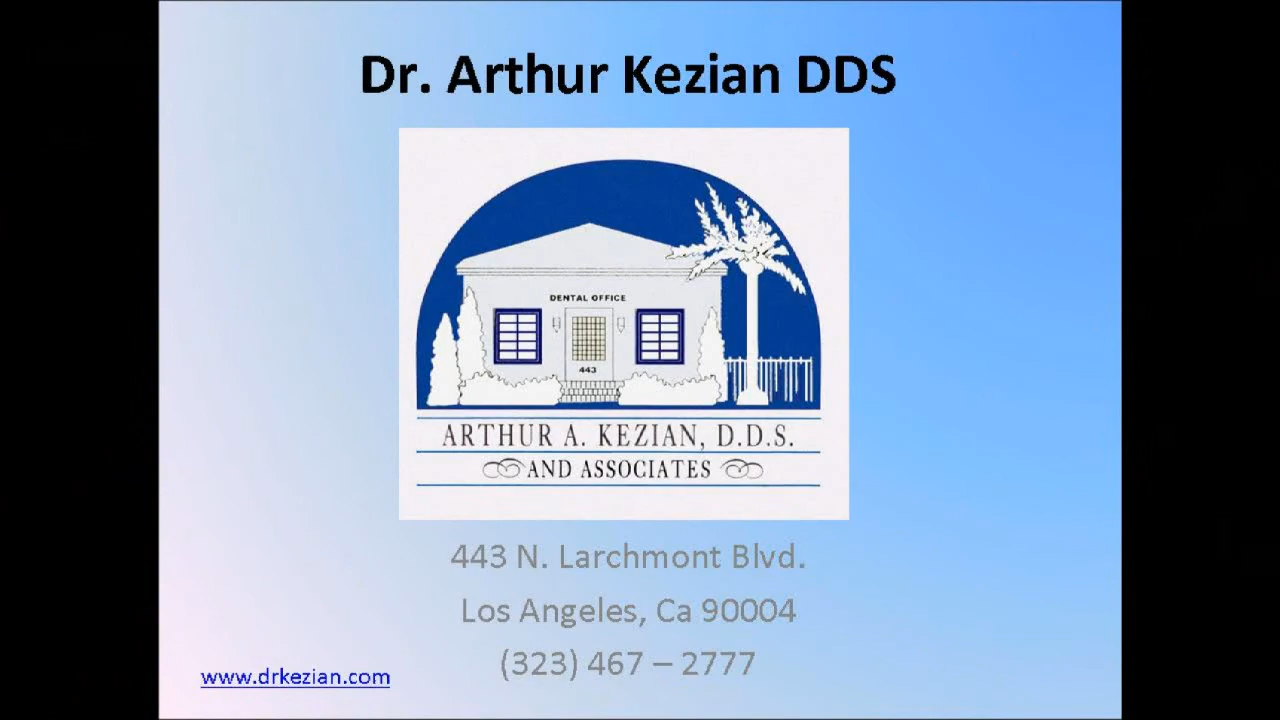 Dr. Arthur Kezian DDS
DENTAL OFFICE
443
ARTHUR A. KEZIAN, D.D.S.
AND ASSOCIATES
443 N. Larchmont Blvd.
Los Angeles, Ca 90004
(323) 467 – 2777
www.drkezian.com